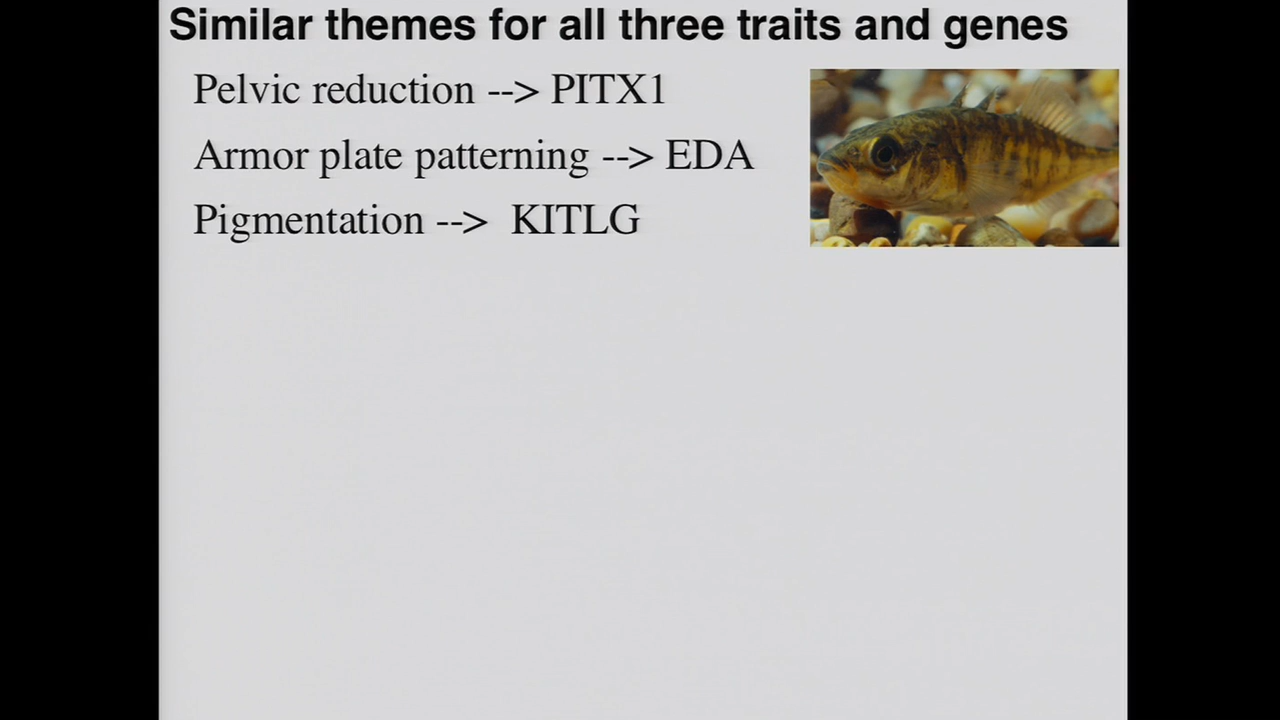 Similar themes for all three traits and genes
Pelvic reduction --> PITX1
Armor plate patterning --> EDA
Pigmentation --> KITLG